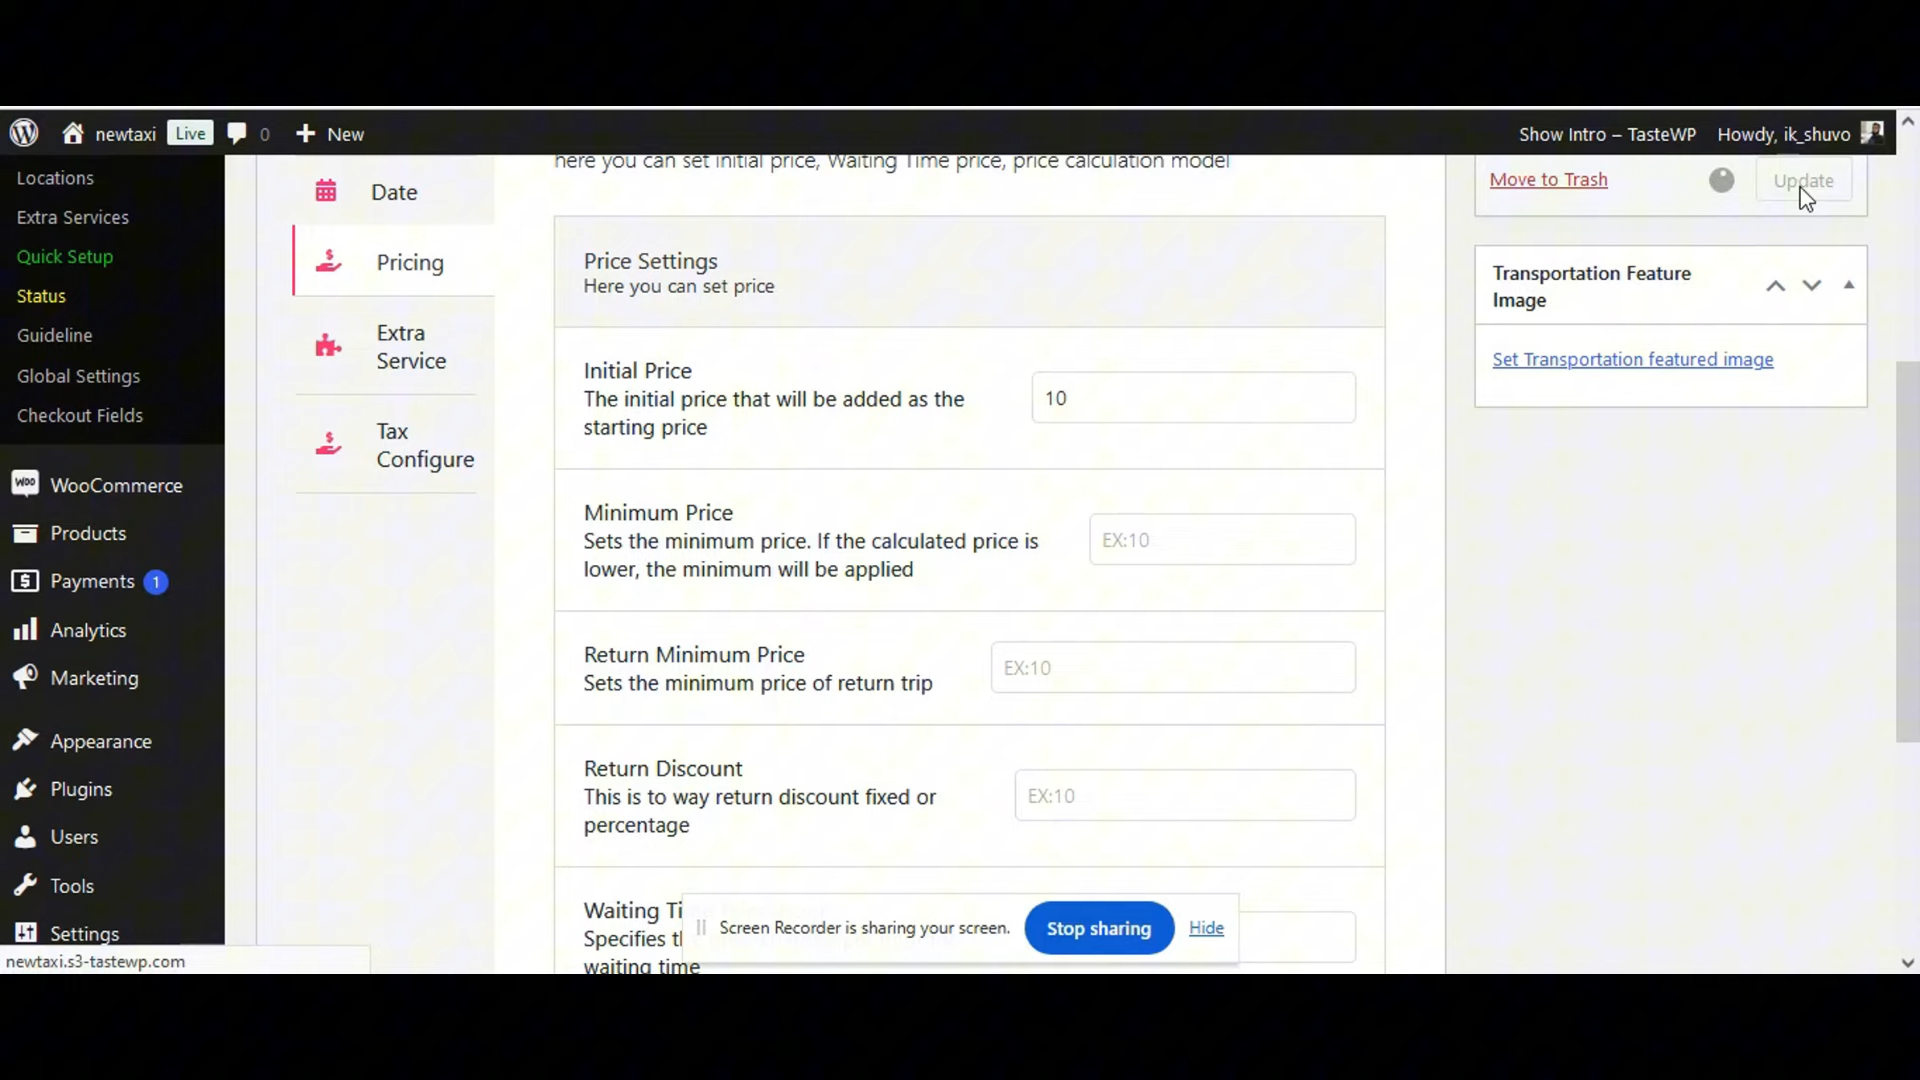 newtaxi Live 0 + New Show Intro – TasteWP Howdy, ik_shuvo
Locations
Extra Services
Quick Setup
Status
Guideline
Global Settings
Checkout Fields
WooCommerce
Products
Payments 1
Analytics
Marketing
Appearance
Plugins
Users
Tools
Settings
newtaxi.s3-tastewp.com
Date
Pricing
Extra
Service
Tax
Configure
here you can set initial price, Waiting Time price, price calculation model
Price Settings
Here you can set price
Initial Price
The initial price that will be added as the
starting price
10
Minimum Price
Sets the minimum price. If the calculated price is
lower, the minimum will be applied
EX:10
Return Minimum Price
Sets the minimum price of return trip
EX:10
Return Discount
This is to way return discount fixed or
percentage
EX:10
Waiting Ti
Specifies th
waiting time
Screen Recorder is sharing your screen. Stop sharing Hide
Move to Trash Update
Transportation Feature
Image
Set Transportation featured image